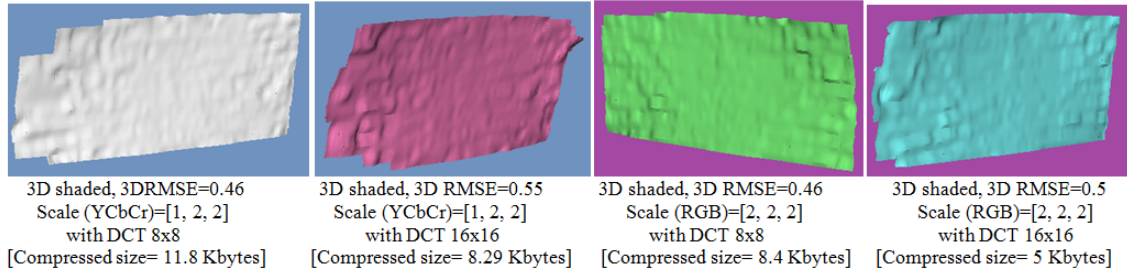 3D shaded, 3DRMSE=0.46
Scale (YCbCr)=[1, 2, 2]
with DCT 8x8
[Compressed size= 11.8 Kbytes]
3D shaded, 3D RMSE=0.55
Scale (YCbCr)=[1, 2, 2]
with DCT 16x16
[Compressed size= 8.29 Kbytes]
3D shaded, 3D RMSE=0.46
Scale (RGB)=[2, 2, 2]
with DCT 8x8
[Compressed size= 8.4 Kbytes]
3D shaded, 3D RMSE=0.5
Scale (RGB)=[2, 2, 2]
with DCT 16x16
[Compressed size= 5 Kbytes]